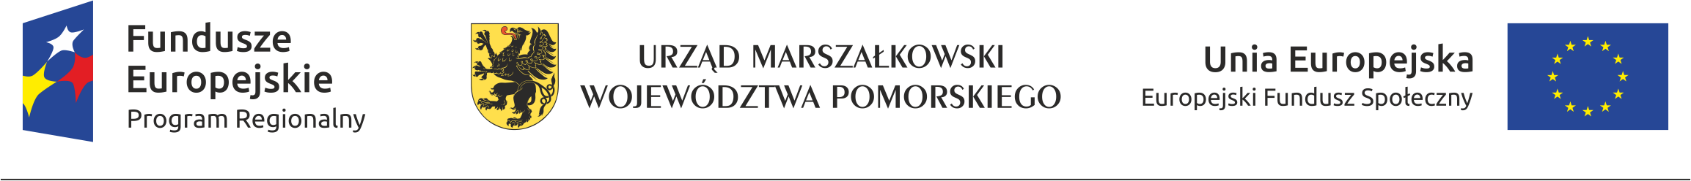 Fundusze
Europejskie
Program Regionalny
URZĄD MARSZAŁKOWSKI
WOJEWÓDZTWA POMORSKIEGO
Unia Europejska
Europejski Fundusz Społeczny